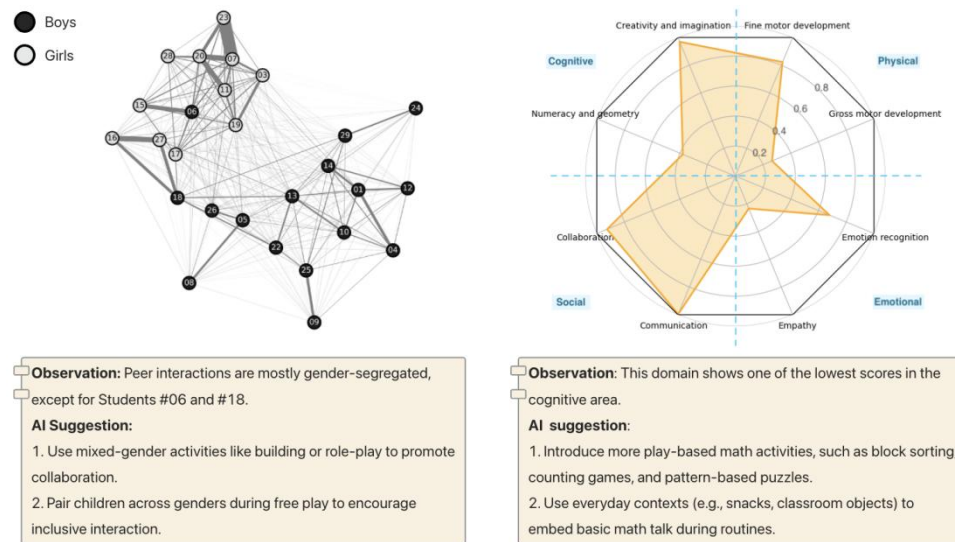 Boys
Girls
23
28
20
07
03
11
15
06
24
16
27
19
29
17
14
18
13
01
12
26
05
10
22
04
25
08
09
Creativity and imagination
Fine motor development
Cognitive
Physical
0.8
Numeracy and geometry
0.6
Gross motor development
0.4
0.2
Collaboration
Emotion recognition
Social
Emotional
Communication
Empathy
Observation: Peer interactions are mostly gender-segregated,
except for Students #06 and #18.
AI Suggestion:
1. Use mixed-gender activities like building or role-play to promote
collaboration.
2. Pair children across genders during free play to encourage
inclusive interaction.
Observation: This domain shows one of the lowest scores in the
cognitive area.
AI suggestion:
1. Introduce more play-based math activities, such as block sorting,
counting games, and pattern-based puzzles.
2. Use everyday contexts (e.g., snacks, classroom objects) to
embed basic math talk during routines.